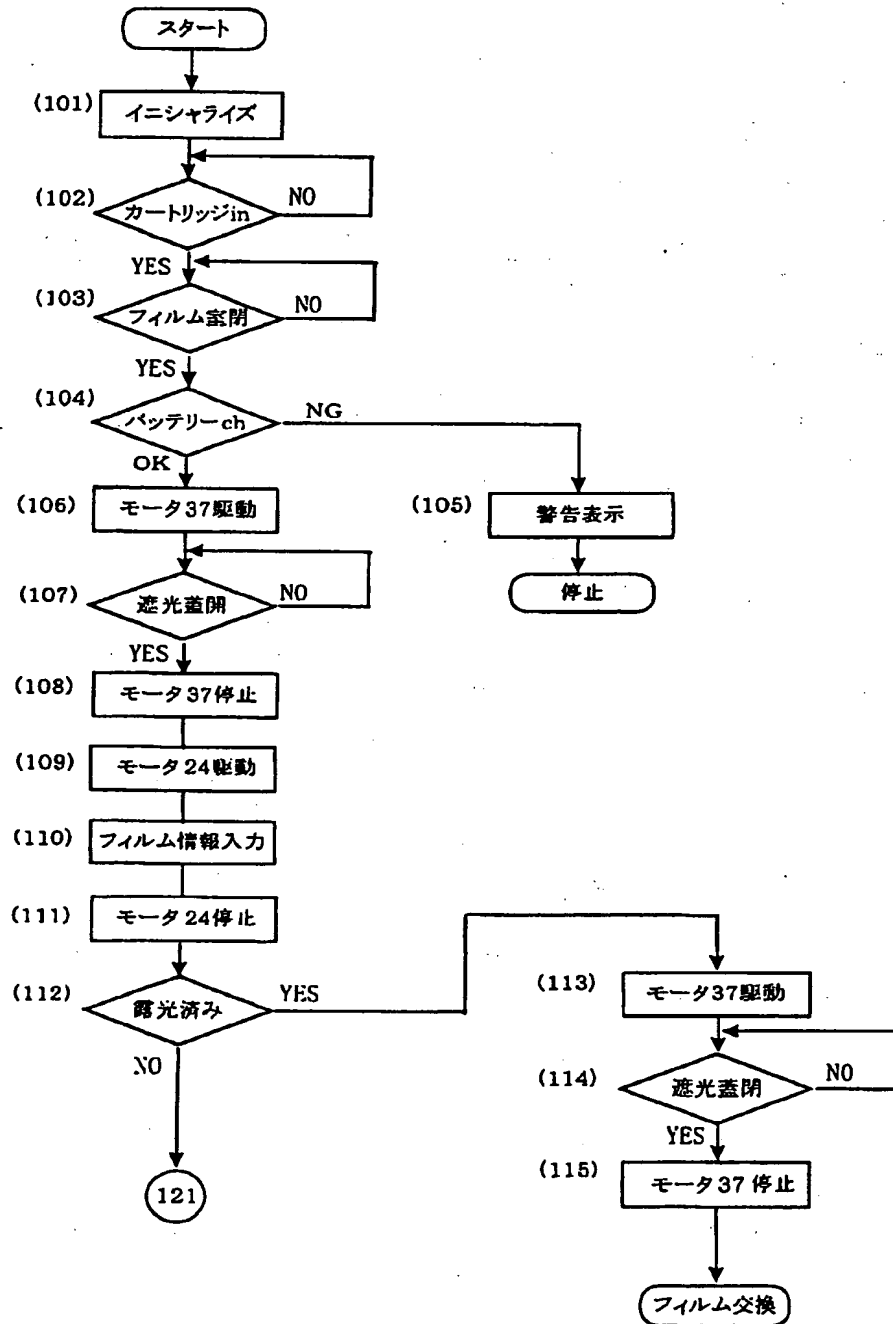 スタート
(101) イニシャライズ
(102) カートリッジin NO
YES
(103) フィルム室閉 NO
YES
(104) バッテリーch NG
OK
(106) モータ37駆動
(105) 警告表示
(107) 遮光蓋開 NO
停止
YES
(108) モータ37停止
(109) モータ24駆動
(110) フィルム情報入力
(111) モータ24停止
(112) 露光済み YES
NO
121
(113) モータ37駆動
(114) 遮光蓋閉 NO
YES
(115) モータ37停止
フィルム交換